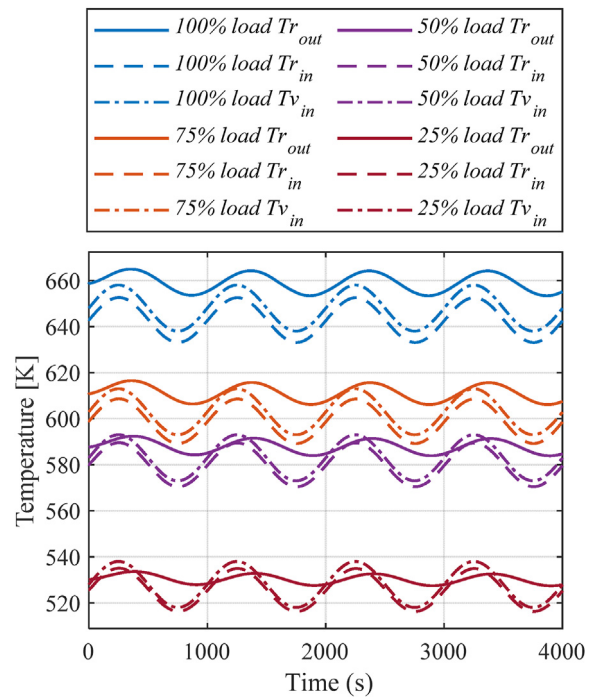 100% load Tr_out 50% load Tr_out
100% load Tr_in 50% load Tr_in
100% load Tv_in 50% load Tv_in
75% load Tr_out 25% load Tr_out
75% load Tr_in 25% load Tr_in
75% load Tv_in 25% load Tv_in
Temperature [K]
660
640
620
600
580
560
540
520
0 1000 2000 3000 4000
Time (s)